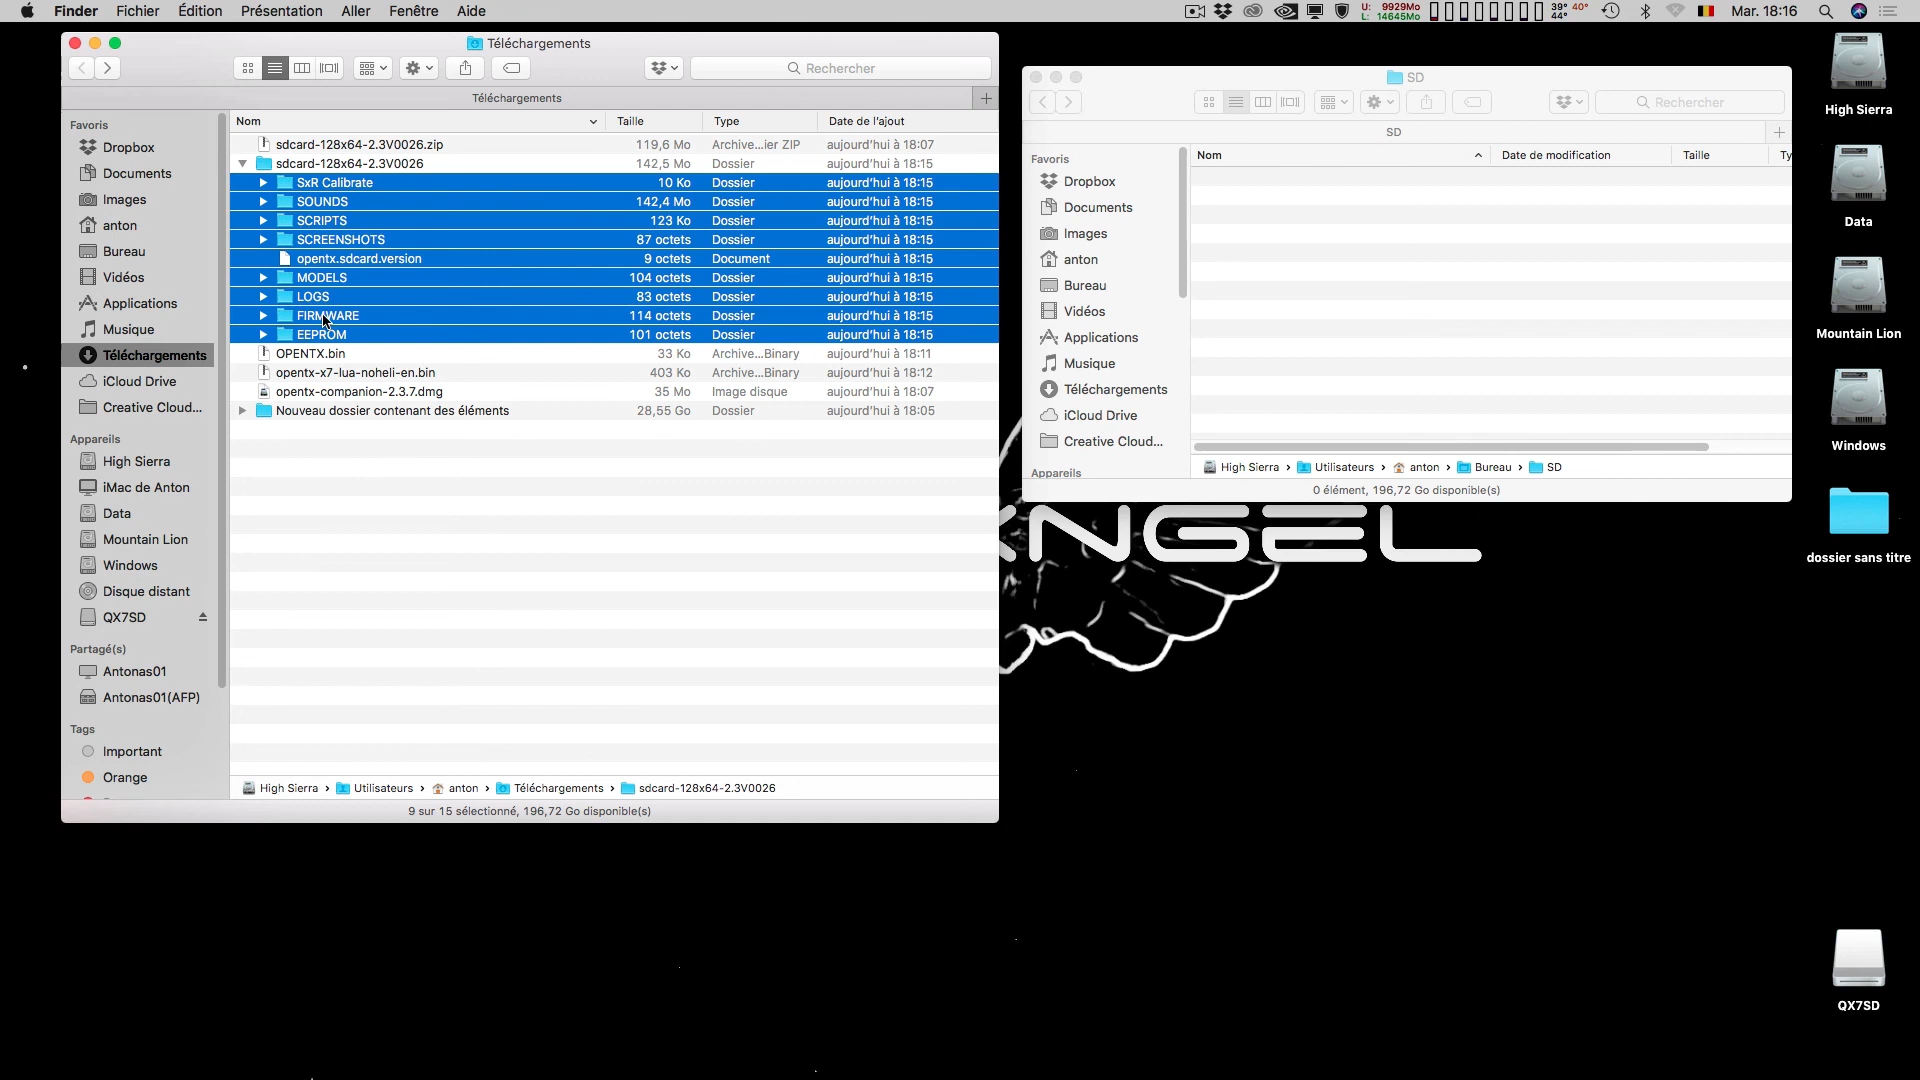 Finder Fichier Édition Présentation Aller Fenêtre Aide
U: 9929Mo
L: 14645Mo
39° 40°
44°
Mar. 18:16
Téléchargements
Rechercher
Téléchargements
Favoris
Dropbox
Documents
Images
anton
Bureau
Vidéos
Applications
Musique
Téléchargements
iCloud Drive
Creative Cloud...
Appareils
High Sierra
iMac de Anton
Data
Mountain Lion
Windows
Disque distant
QX7SD
Partagé(s)
Antonas01
Antonas01(AFP)
Tags
Important
Orange
Nom Taille Type Date de l'ajout
sdcard-128x64-2.3V0026.zip 119,6 Mo Archive...ier ZIP aujourd'hui à 18:07
sdcard-128x64-2.3V0026 142,5 Mo Dossier aujourd'hui à 18:15
SxR Calibrate 10 Ko Dossier aujourd'hui à 18:15
SOUNDS 142,4 Mo Dossier aujourd'hui à 18:15
SCRIPTS 123 Ko Dossier aujourd'hui à 18:15
SCREENSHOTS 87 octets Dossier aujourd'hui à 18:15
opentx.sdcard.version 9 octets Document aujourd'hui à 18:15
MODELS 104 octets Dossier aujourd'hui à 18:15
LOGS 83 octets Dossier aujourd'hui à 18:15
FIRMWARE 114 octets Dossier aujourd'hui à 18:15
EEPROM 101 octets Dossier aujourd'hui à 18:15
OPENTX.bin 33 Ko Archive...Binary aujourd'hui à 18:11
opentx-x7-lua-noheli-en.bin 403 Ko Archive...Binary aujourd'hui à 18:12
opentx-companion-2.3.7.dmg 35 Mo Image disque aujourd'hui à 18:07
Nouveau dossier contenant des éléments 28,55 Go Dossier aujourd'hui à 18:05
High Sierra › Utilisateurs › anton › Téléchargements › sdcard-128x64-2.3V0026
9 sur 15 sélectionné, 196,72 Go disponible(s)
SD
Rechercher
SD
Favoris
Dropbox
Documents
Images
anton
Bureau
Vidéos
Applications
Musique
Téléchargements
iCloud Drive
Creative Cloud...
Appareils
Nom Date de modification Taille Ty
High Sierra › Utilisateurs › anton › Bureau › SD
0 élément, 196,72 Go disponible(s)
NGEL
High Sierra
Data
Mountain Lion
Windows
dossier sans titre
QX7SD